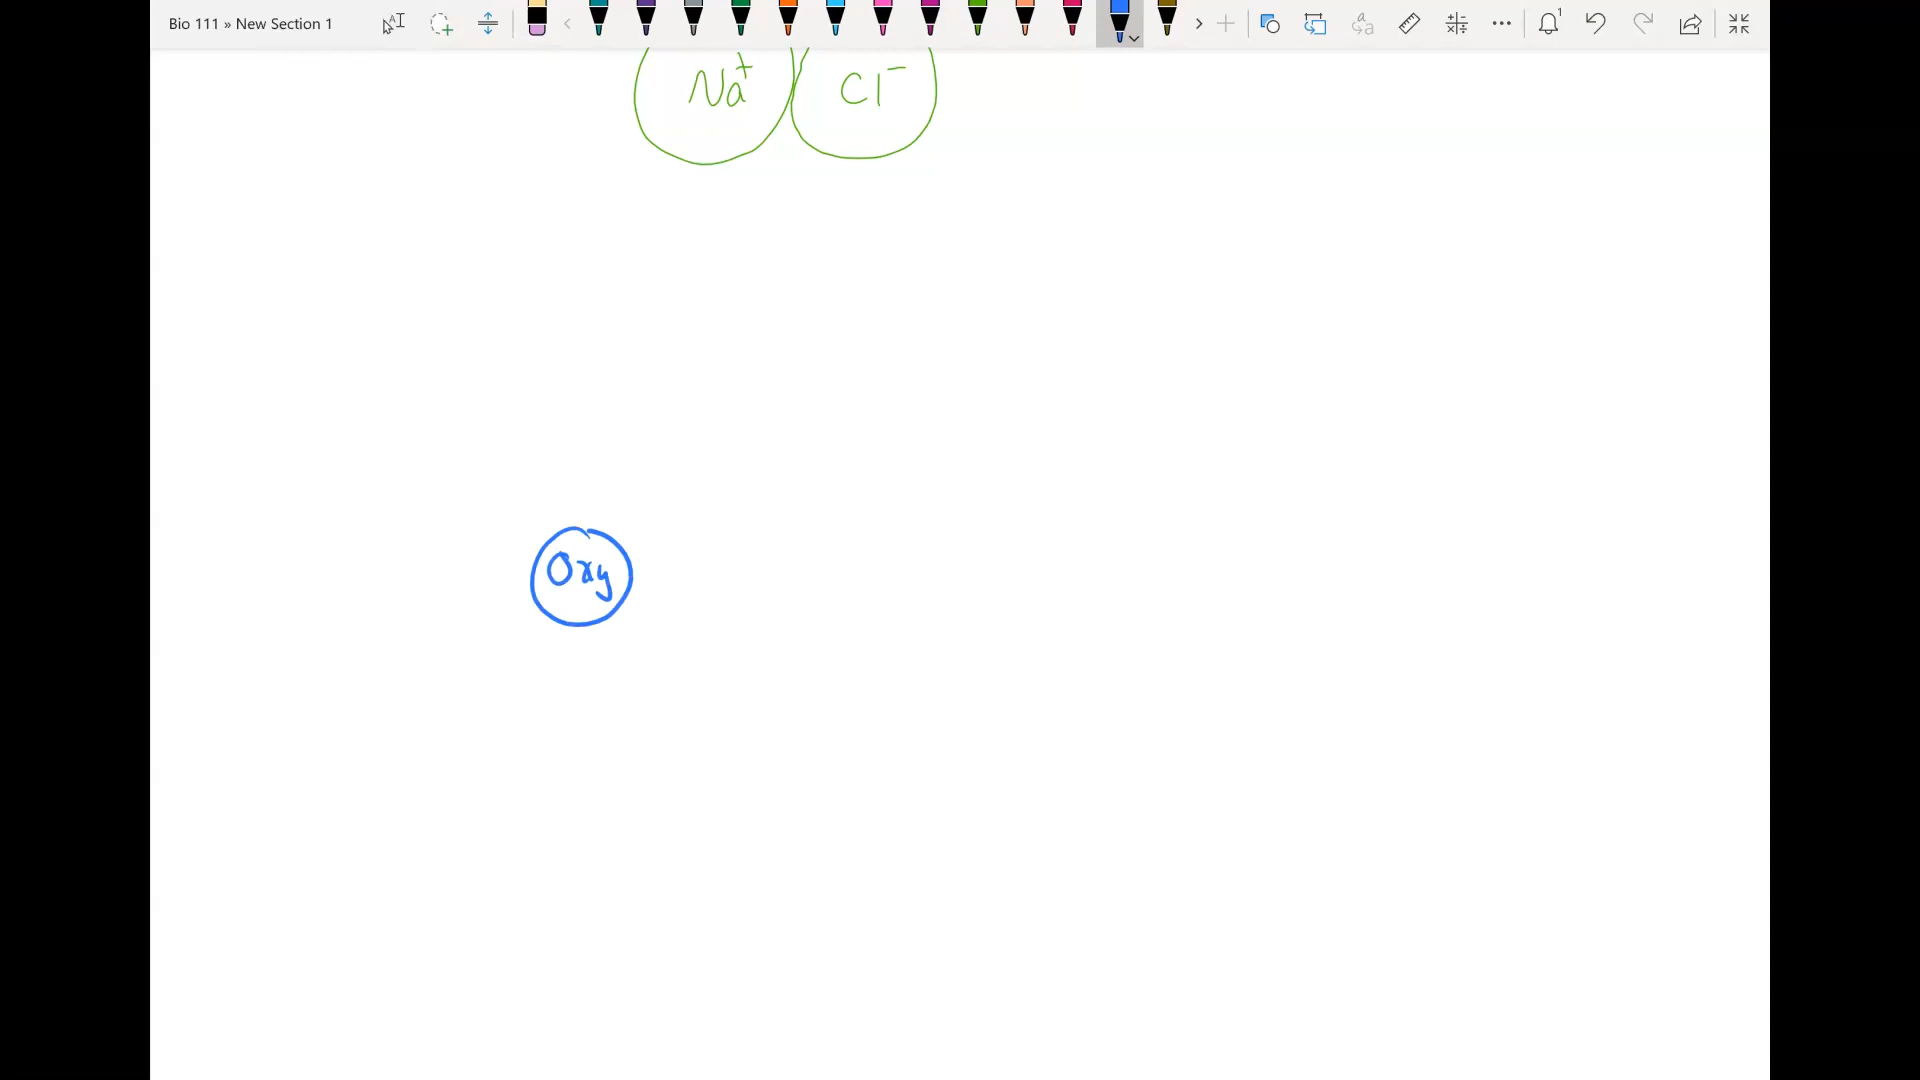 Bio 111 » New Section 1
Na+ Cl-
Oxy